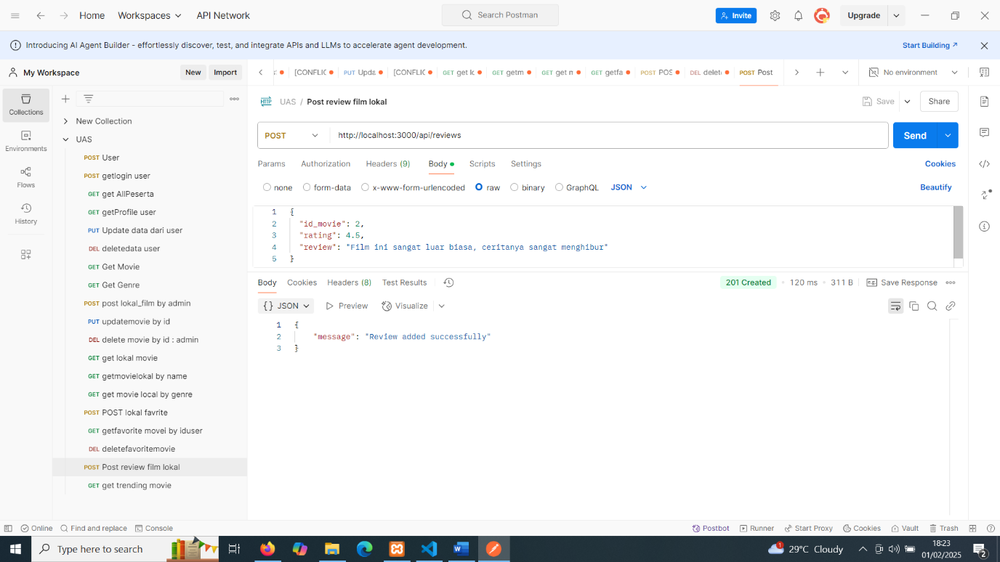 Home Workspaces API Network Search Postman Invite Upgrade
Introducing AI Agent Builder - effortlessly discover, test, and integrate APIs and LLMs to accelerate agent development. Start Building
My Workspace New Import [CONFLIC PUT Upda [CONFLIC GET get lc GET getm GET get n GET getfa POST POS DEL delet POST Post No environment
Collections
Environments
Flows
History
New Collection
UAS
POST User
POST getlogin user
GET get AllPeserta
GET getProfile user
PUT Update data dari user
DEL deletedata user
GET Get Movie
GET Get Genre
POST post lokal_film by admin
PUT updatemovie by id
DEL delete movie by id : admin
GET get lokal movie
GET getmovielokal by name
GET get movie local by genre
POST POST lokal favrite
GET getfavorite movei by iduser
DEL deletefavoritemovie
POST Post review film lokal
GET get trending movie
HTTP UAS / Post review film lokal Save Share
POST http://localhost:3000/api/reviews Send
Params Authorization Headers (9) Body Scripts Settings Cookies
none form-data x-www-form-urlencoded raw binary GraphQL JSON Beautify
1 {
2 "id_movie": 2,
3 "rating": 4.5,
4 "review": "Film ini sangat luar biasa, ceritanya sangat menghibur"
5 }
Body Cookies Headers (8) Test Results 201 Created 120 ms 311 B e.g. Save Response
{} JSON Preview Visualize
1 {
2 "message": "Review added successfully"
3 }
Online Find and replace Console Postbot Runner Start Proxy Cookies Vault Trash
Type here to search 1 29°C Cloudy 18:23
01/02/2025 2